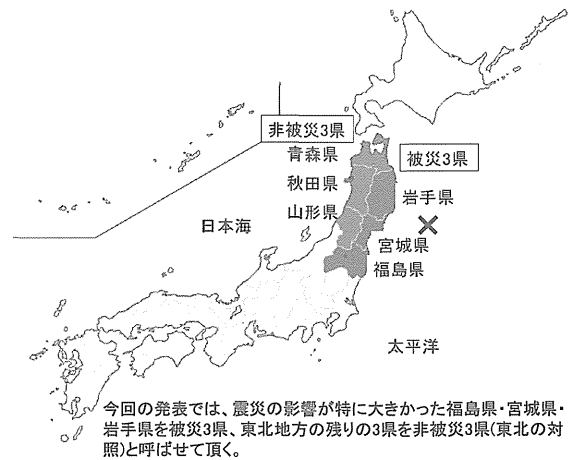 非被災3県
青森県
被災3県
秋田県
岩手県
山形県
日本海
宮城県
福島県
太平洋
今回の発表では、震災の影響が特に大きかった福島県・宮城県・
岩手県を被災3県、東北地方の残りの3県を非被災3県(東北の対
照)と呼ばせて頂く。